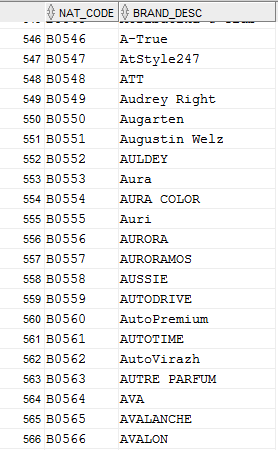 NAT_CODE BRAND_DESC
546 B0546 A-True
547 B0547 AtStyle247
548 B0548 ATT
549 B0549 Audrey Right
550 B0550 Augarten
551 B0551 Augustin Welz
552 B0552 AULDEY
553 B0553 Aura
554 B0554 AURA COLOR
555 B0555 Auri
556 B0556 AURORA
557 B0557 AURORAMOS
558 B0558 AUSSIE
559 B0559 AUTODRIVE
560 B0560 AutoPremium
561 B0561 AUTOTIME
562 B0562 AutoVirazh
563 B0563 AUTRE PARFUM
564 B0564 AVA
565 B0565 AVALANCHE
566 B0566 AVALON